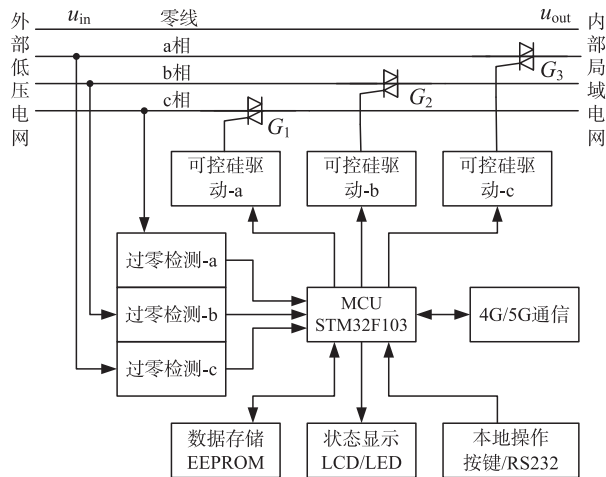 外部低压电网
u_in
零线
u_out
内部局域电网
a相
b相
c相
G_3
G_2
G_1
可控硅驱
动-a
可控硅驱
动-b
可控硅驱
动-c
过零检测-a
过零检测-b
过零检测-c
MCU
STM32F103
4G/5G通信
数据存储
EEPROM
状态显示
LCD/LED
本地操作
按键/RS232